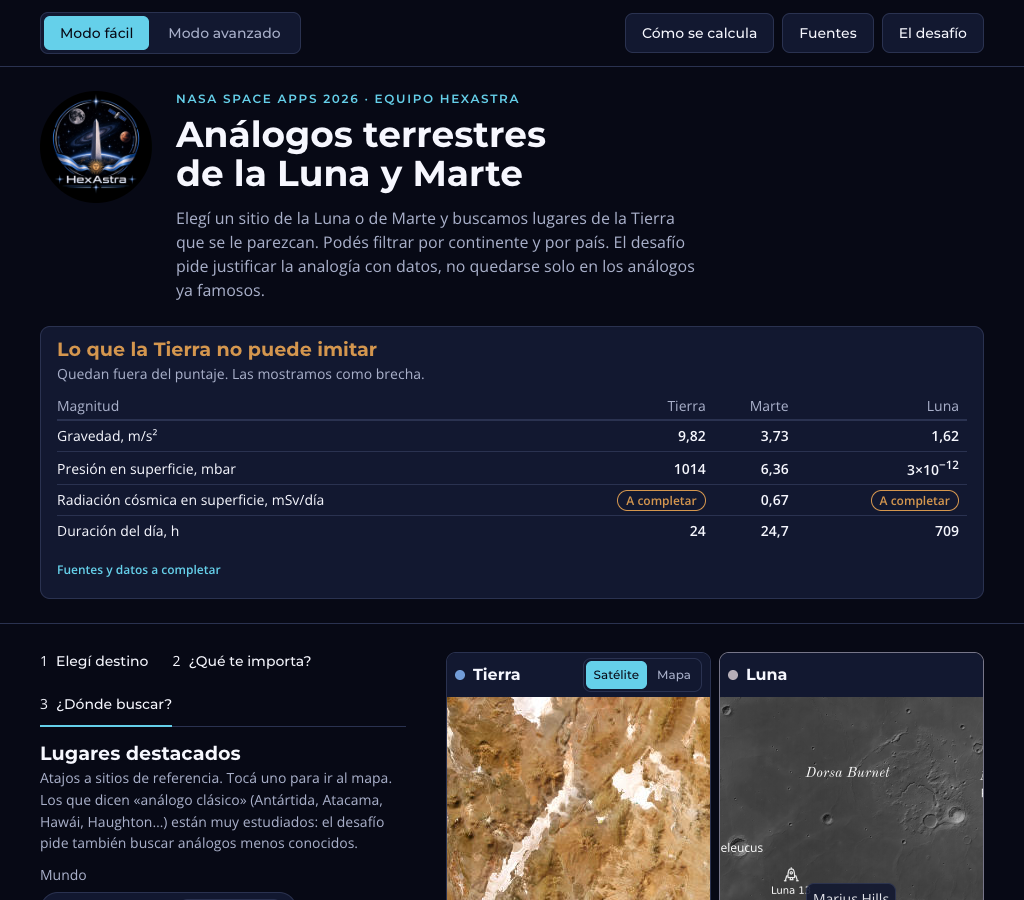 Modo fácil Modo avanzado Cómo se calcula Fuentes El desafío
HexAstra
NASA SPACE APPS 2026 · EQUIPO HEXASTRA
Análogos terrestres
de la Luna y Marte
Elegí un sitio de la Luna o de Marte y buscamos lugares de la Tierra
que se le parezcan. Podés filtrar por continente y por país. El desafío
pide justificar la analogía con datos, no quedarse solo en los análogos
ya famosos.
Lo que la Tierra no puede imitar
Quedan fuera del puntaje. Las mostramos como brecha.
Magnitud Tierra Marte Luna
Gravedad, m/s² 9,82 3,73 1,62
Presión en superficie, mbar 1014 6,36 3×10⁻¹²
Radiación cósmica en superficie, mSv/día A completar 0,67 A completar
Duración del día, h 24 24,7 709
Fuentes y datos a completar
1 Elegí destino 2 ¿Qué te importa?
3 ¿Dónde buscar?
Lugares destacados
Atajos a sitios de referencia. Tocá uno para ir al mapa.
Los que dicen «análogo clásico» (Antártida, Atacama,
Hawái, Haughton...) están muy estudiados: el desafío
pide también buscar análogos menos conocidos.
Mundo
Tierra Satélite Mapa
Luna
Dorsa Burnet
eleucus
Luna 1
Marius Hills